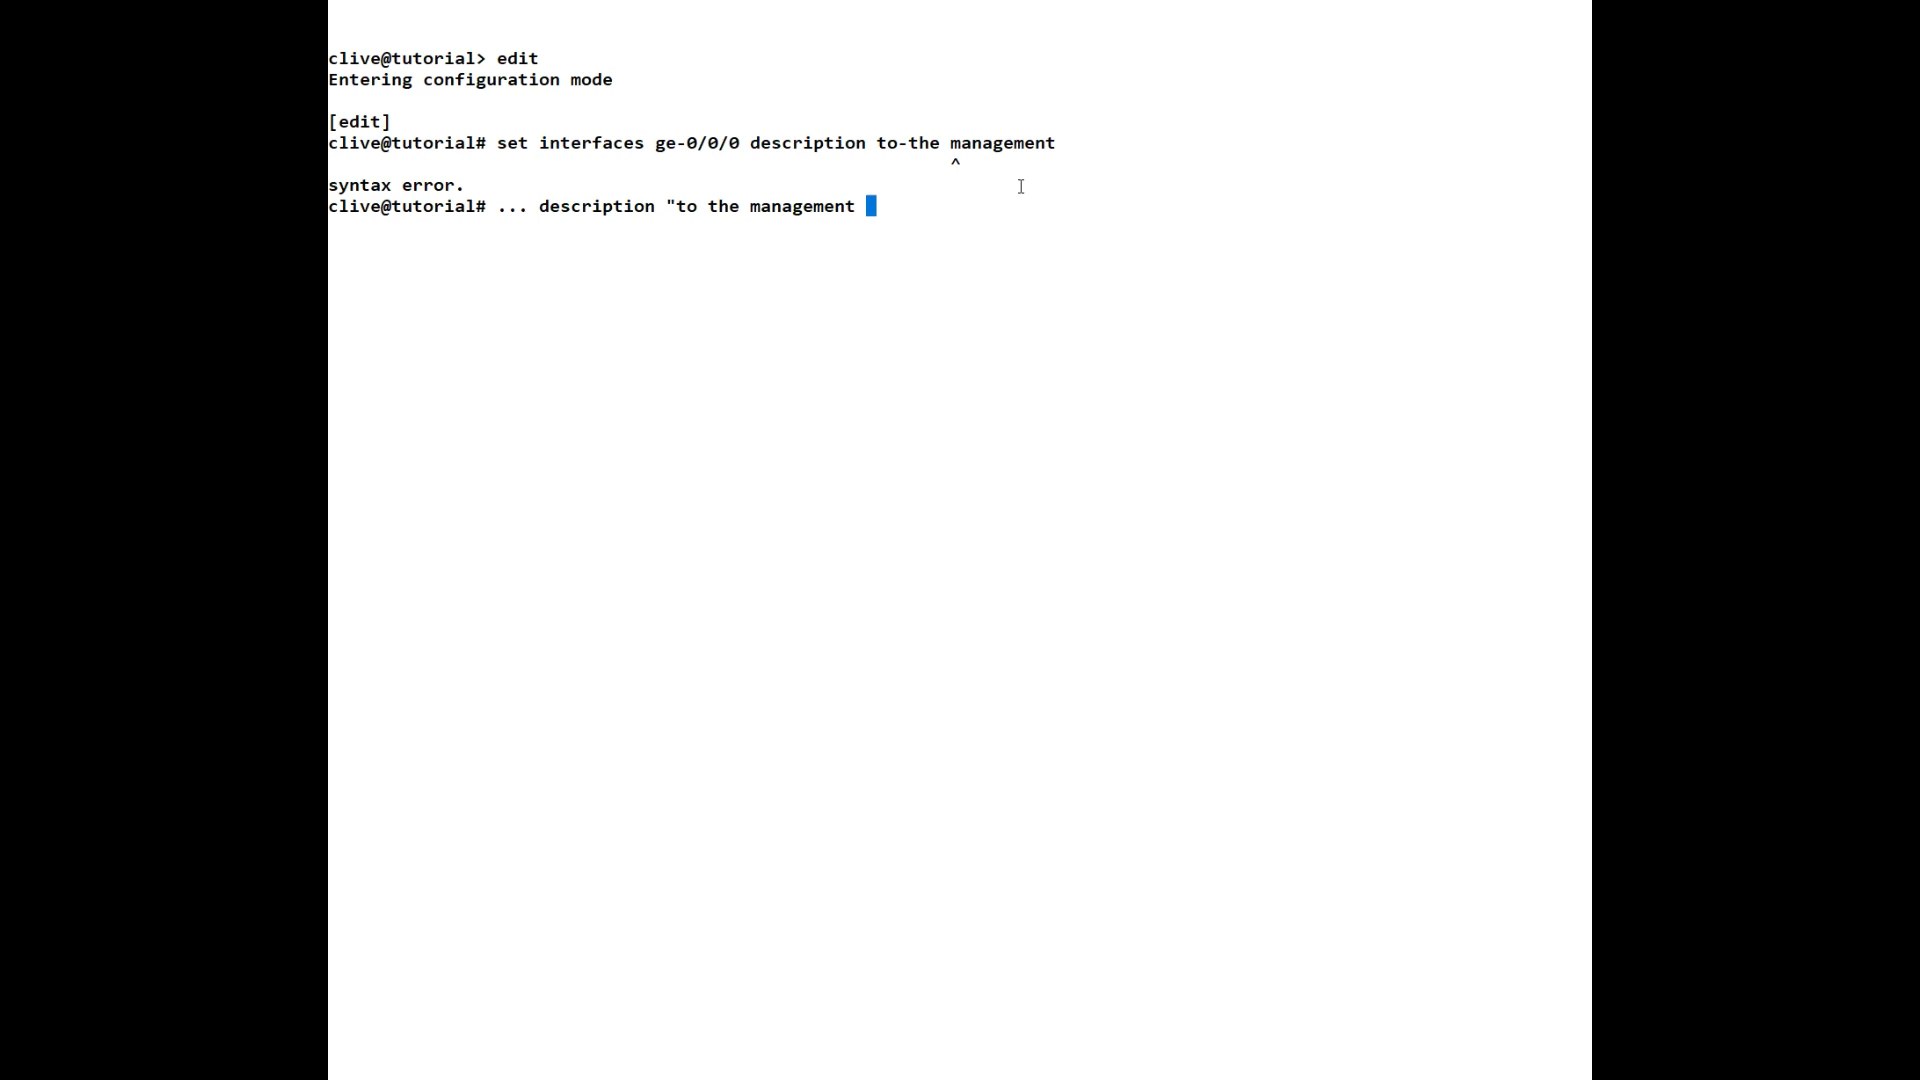 clive@tutorial> edit
Entering configuration mode
[edit]
clive@tutorial# set interfaces ge-0/0/0 description to-the management
^
syntax error.
clive@tutorial# ... description "to the management